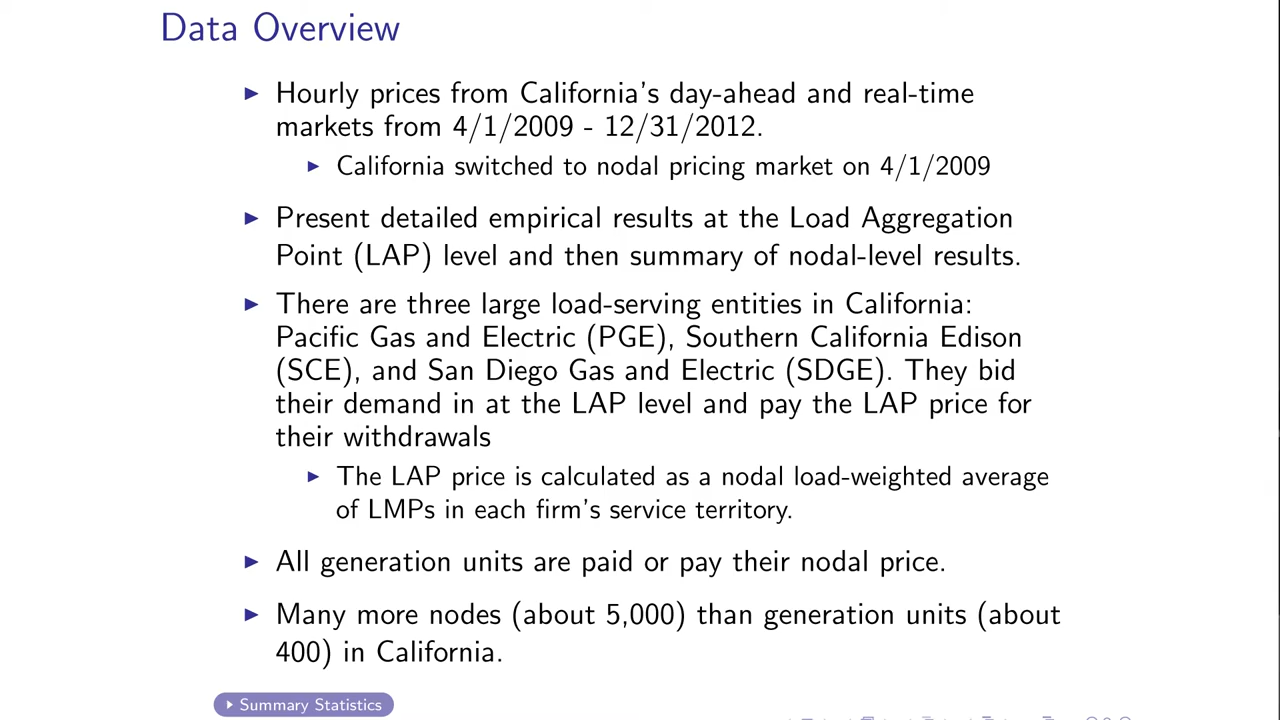 Data Overview
Hourly prices from California's day-ahead and real-time
markets from 4/1/2009 - 12/31/2012.
California switched to nodal pricing market on 4/1/2009
Present detailed empirical results at the Load Aggregation
Point (LAP) level and then summary of nodal-level results.
There are three large load-serving entities in California:
Pacific Gas and Electric (PGE), Southern California Edison
(SCE), and San Diego Gas and Electric (SDGE). They bid
their demand in at the LAP level and pay the LAP price for
their withdrawals
The LAP price is calculated as a nodal load-weighted average
of LMPs in each firm's service territory.
All generation units are paid or pay their nodal price.
Many more nodes (about 5,000) than generation units (about
400) in California.
Summary Statistics